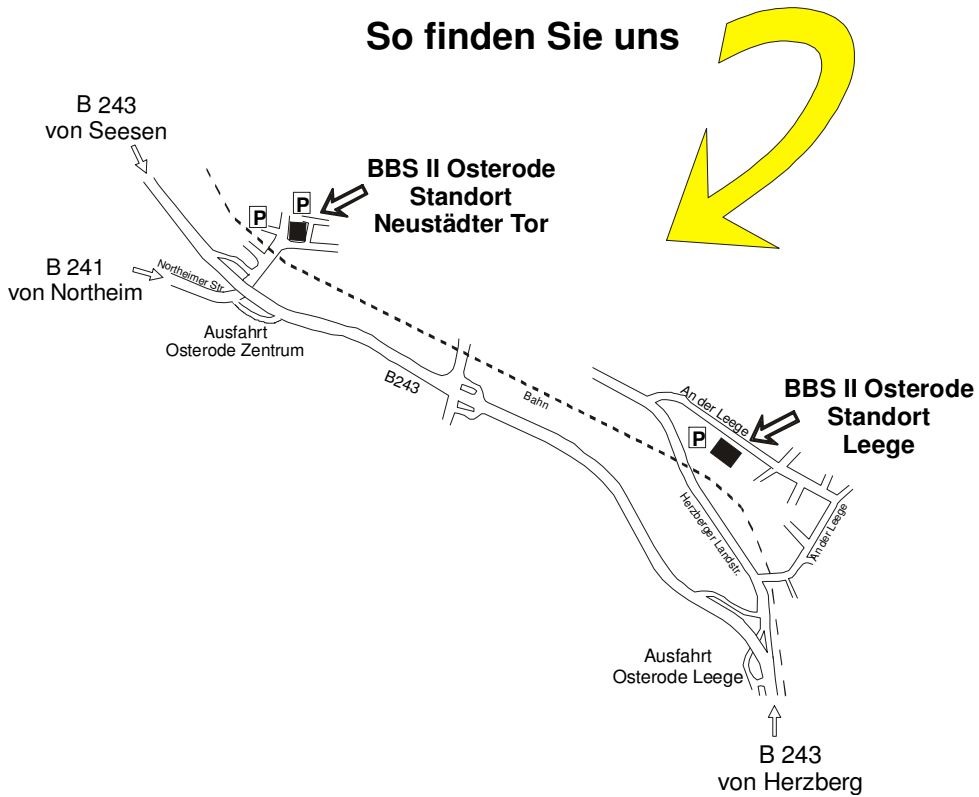 So finden Sie uns
B 243
von Seesen
BBS II Osterode
Standort
Neustädter Tor
P
P
B 241
von Northeim
Northeimer Str.
Ausfahrt
Osterode Zentrum
B243
Bahn
An der Leege
BBS II Osterode
Standort
Leege
P
Herzberger Landstr.
An der Leege
Ausfahrt
Osterode Leege
B 243
von Herzberg